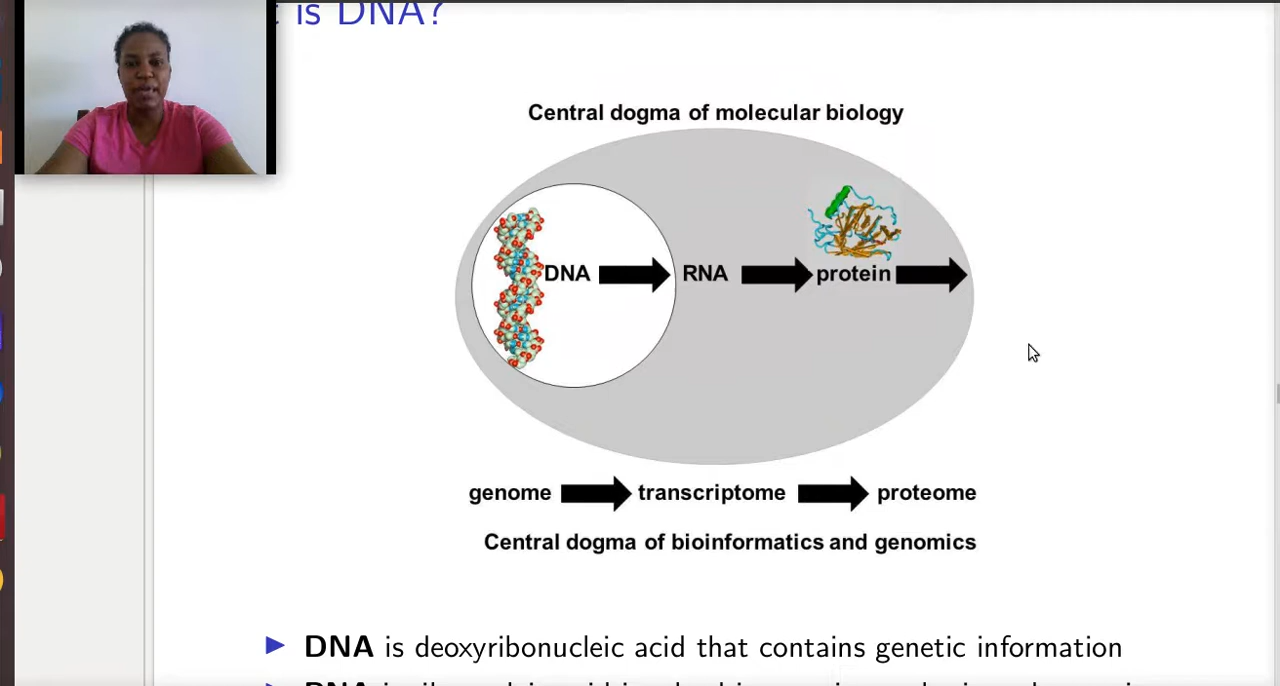 is DNA?
Central dogma of molecular biology
DNA RNA protein
genome transcriptome proteome
Central dogma of bioinformatics and genomics
DNA is deoxyribonucleic acid that contains genetic information